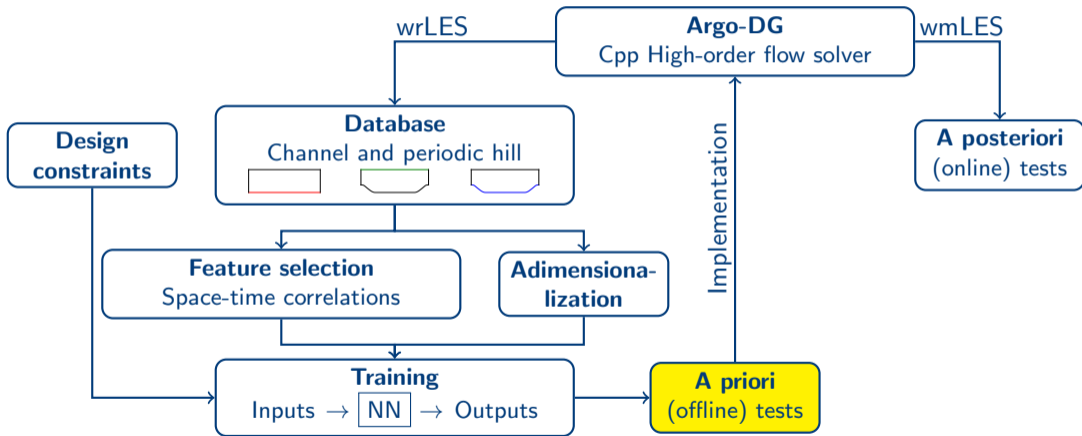 wrLES
Argo-DG
Cpp High-order flow solver
wmLES
Design
constraints
Database
Channel and periodic hill
A posteriori
(online) tests
Implementation
Feature selection
Space-time correlations
Adimensiona-
lization
Training
Inputs → NN → Outputs
A priori
(offline) tests